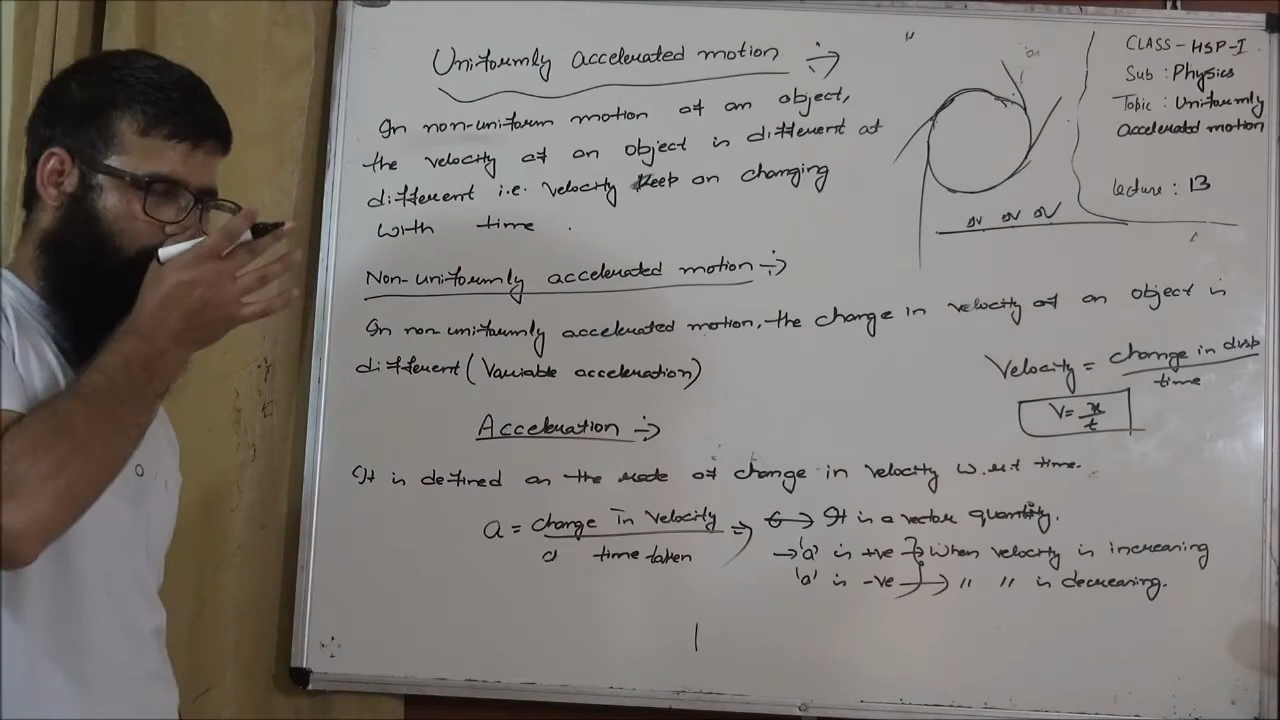 Uniformly accelerated motion :→
In non-uniform motion of an object,
the velocity of an object is different at
different i.e. velocity keep on changing
with time .
Non-uniformly accelerated motion :→
In non uniformly accelerated motion, the change in velocity of an object is
different (Variable acceleration)
Acceleration :→
It is defined as the rate of change in velocity w.r.t time.
a = change in velocity
time taken
It is a vector quantity.
→ 'a' is +ve → When velocity is increasing
'a' is -ve → " " is decreasing.
Velocity = change in disp
time
V = x
t
CLASS - HSP-I
Sub : Physics
Topic : Uniformly
accelerated motion
Lecture : 13